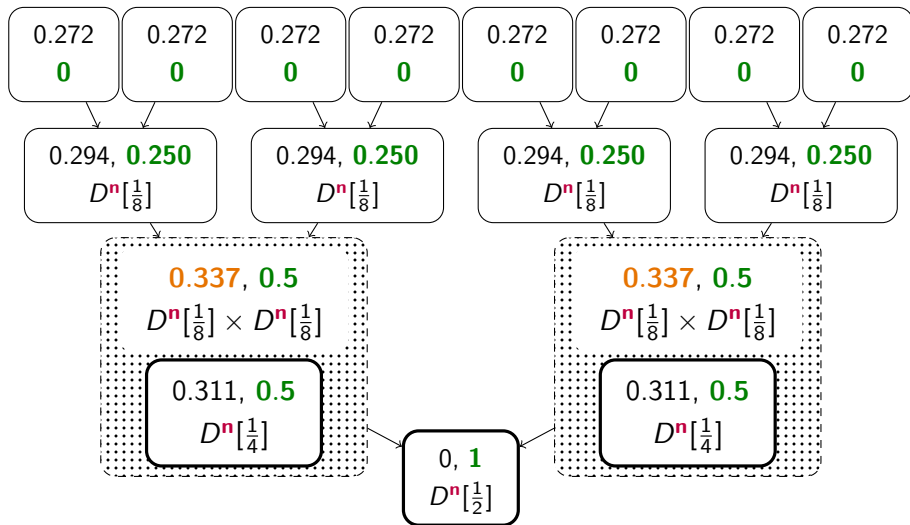 0.272 0.272 0.272 0.272 0.272 0.272 0.272 0.272
0 0 0 0 0 0 0 0
0.294, 0.250 0.294, 0.250 0.294, 0.250 0.294, 0.250
Dⁿ[1/8] Dⁿ[1/8] Dⁿ[1/8] Dⁿ[1/8]
0.337, 0.5 0.337, 0.5
Dⁿ[1/8] × Dⁿ[1/8] Dⁿ[1/8] × Dⁿ[1/8]
0.311, 0.5 0.311, 0.5
Dⁿ[1/4] Dⁿ[1/4]
0, 1
Dⁿ[1/2]